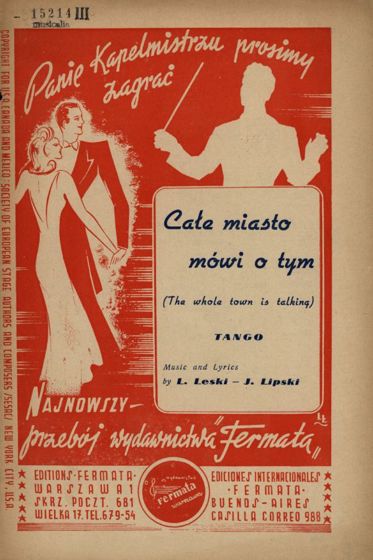 15214 III
musicalia
Panie Kapelmistrzu prosimy
zagrać
Całe miasto
mówi o tym
(The whole town is talking)
TANGO
Music and Lyrics
by L. Leski – J. Lipski
NAJNOWSZY –
przebój wydawnictwa "Fermata"
EDITIONS-FERMATA-
WARSZAWA 1
SKRZ. POCZT. 681
WIELKA 17. TEL. 679-54
fermata
WARSZAWA
EDICIONES INTERNACIONALES
-FERMATA-
BUENOS-AIRES
CASILLA CORREO 988
COPYRIGHT FOR U.S.A. CANADA AND MEXICO: SOCIETY OF EUROPEAN STAGE AUTHORS AND COMPOSERS /SESAC/ NEW YORK CITY, U.S.A.